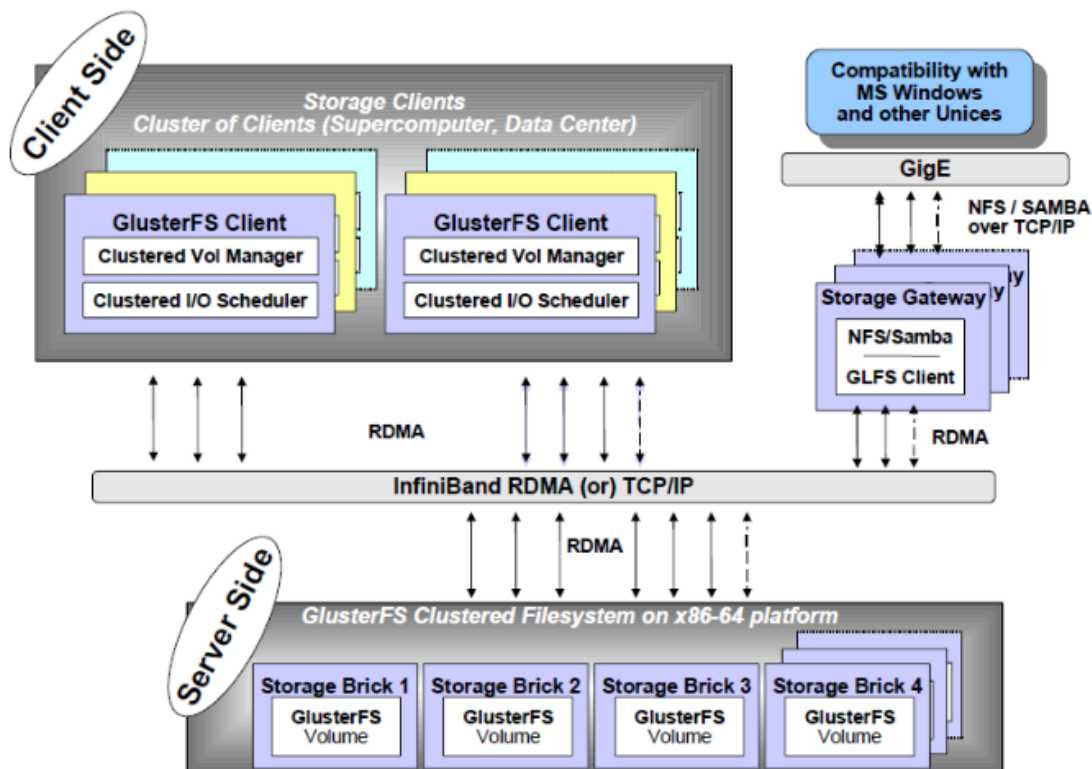 Client Side
Storage Clients
Cluster of Clients (Supercomputer, Data Center)
GlusterFS Client
Clustered Vol Manager
Clustered I/O Scheduler
GlusterFS Client
Clustered Vol Manager
Clustered I/O Scheduler
Compatibility with
MS Windows
and other Unices
GigE
NFS / SAMBA
over TCP/IP
Storage Gateway
NFS/Samba
GLFS Client
RDMA
RDMA
InfiniBand RDMA (or) TCP/IP
RDMA
Server Side
GlusterFS Clustered Filesystem on x86-64 platform
Storage Brick 1
GlusterFS
Volume
Storage Brick 2
GlusterFS
Volume
Storage Brick 3
GlusterFS
Volume
Storage Brick 4
GlusterFS
Volume